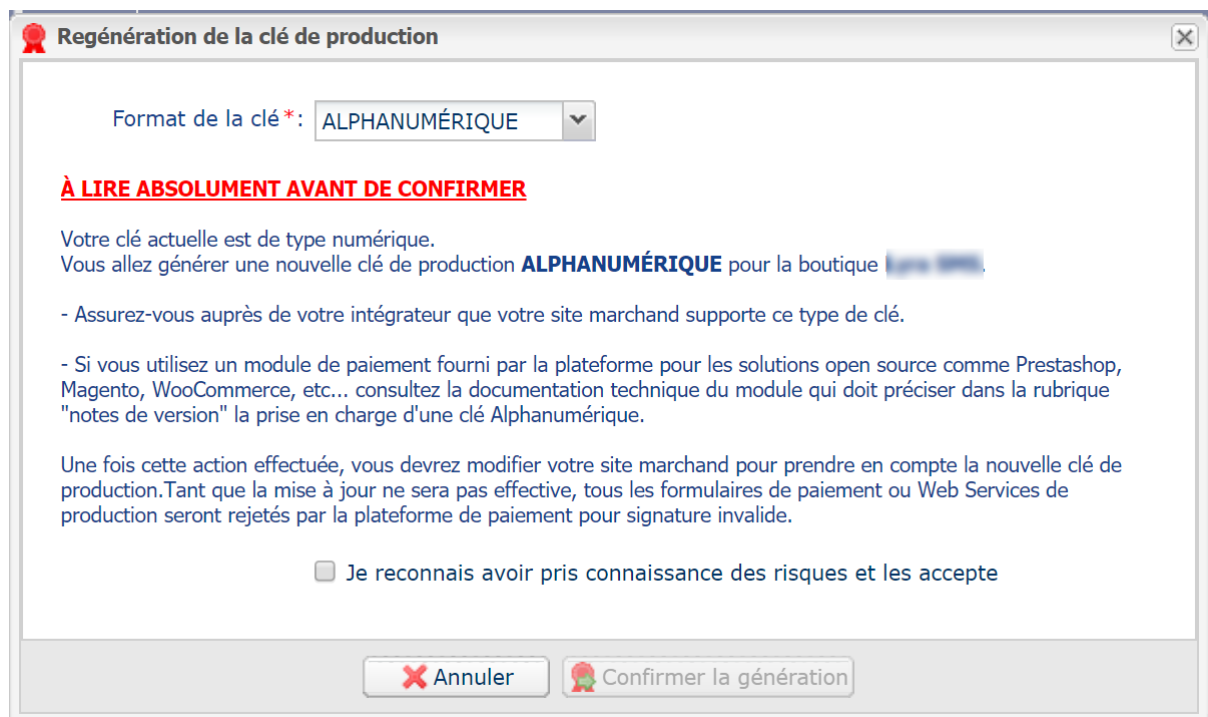 Regénération de la clé de production
Format de la clé*: ALPHANUMÉRIQUE
À LIRE ABSOLUMENT AVANT DE CONFIRMER
Votre clé actuelle est de type numérique.
Vous allez générer une nouvelle clé de production ALPHANUMÉRIQUE pour la boutique .
- Assurez-vous auprès de votre intégrateur que votre site marchand supporte ce type de clé.
- Si vous utilisez un module de paiement fourni par la plateforme pour les solutions open source comme Prestashop,
Magento, WooCommerce, etc... consultez la documentation technique du module qui doit préciser dans la rubrique
"notes de version" la prise en charge d'une clé Alphanumérique.
Une fois cette action effectuée, vous devrez modifier votre site marchand pour prendre en compte la nouvelle clé de
production.Tant que la mise à jour ne sera pas effective, tous les formulaires de paiement ou Web Services de
production seront rejetés par la plateforme de paiement pour signature invalide.
Je reconnais avoir pris connaissance des risques et les accepte
Annuler Confirmer la génération